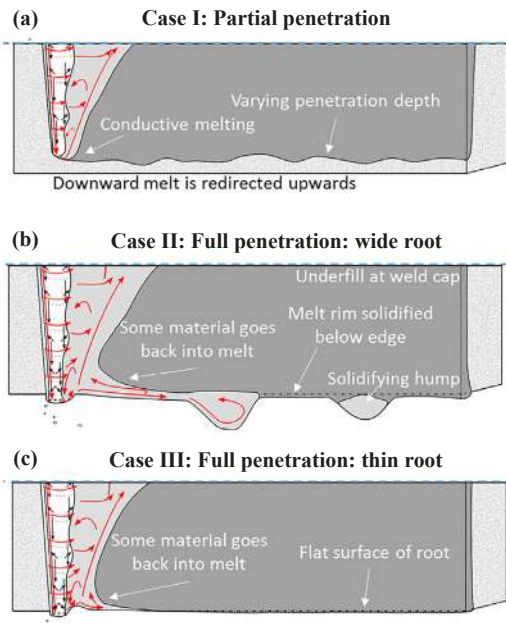 (a) Case I: Partial penetration
Varying penetration depth
Conductive melting
Downward melt is redirected upwards
(b) Case II: Full penetration: wide root
Underfill at weld cap
Melt rim solidified
below edge
Some material goes
back into melt
Solidifying hump
(c) Case III: Full penetration: thin root
Some material goes
back into melt
Flat surface of root